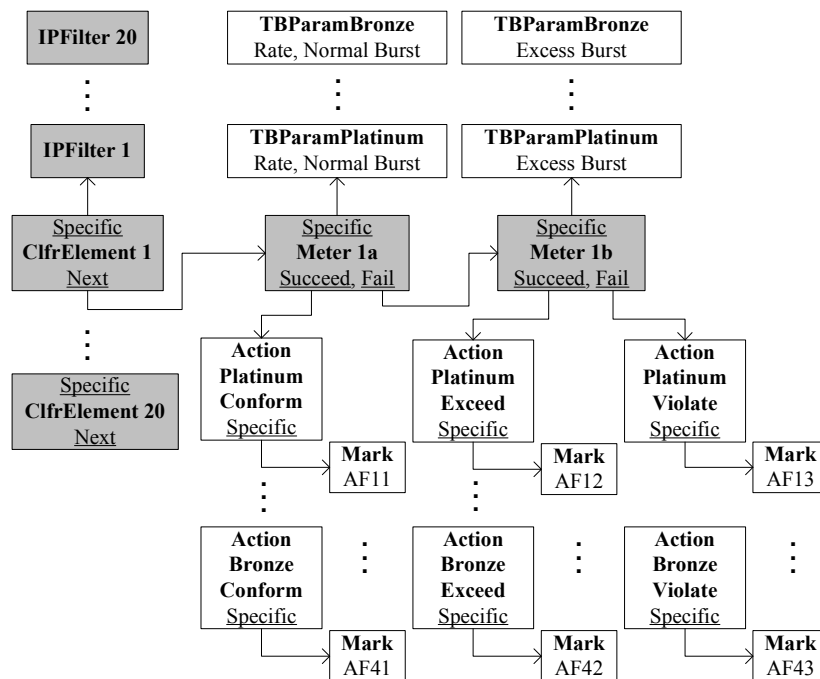 IPFilter 20
TBParamBronze
Rate, Normal Burst
TBParamBronze
Excess Burst
IPFilter 1
TBParamPlatinum
Rate, Normal Burst
TBParamPlatinum
Excess Burst
Specific
ClfrElement 1
Next
Specific
Meter 1a
Succeed, Fail
Specific
Meter 1b
Succeed, Fail
Specific
ClfrElement 20
Next
Action
Platinum
Conform
Specific
Action
Platinum
Exceed
Specific
Action
Platinum
Violate
Specific
Mark
AF11
Mark
AF12
Mark
AF13
Action
Bronze
Conform
Specific
Action
Bronze
Exceed
Specific
Action
Bronze
Violate
Specific
Mark
AF41
Mark
AF42
Mark
AF43